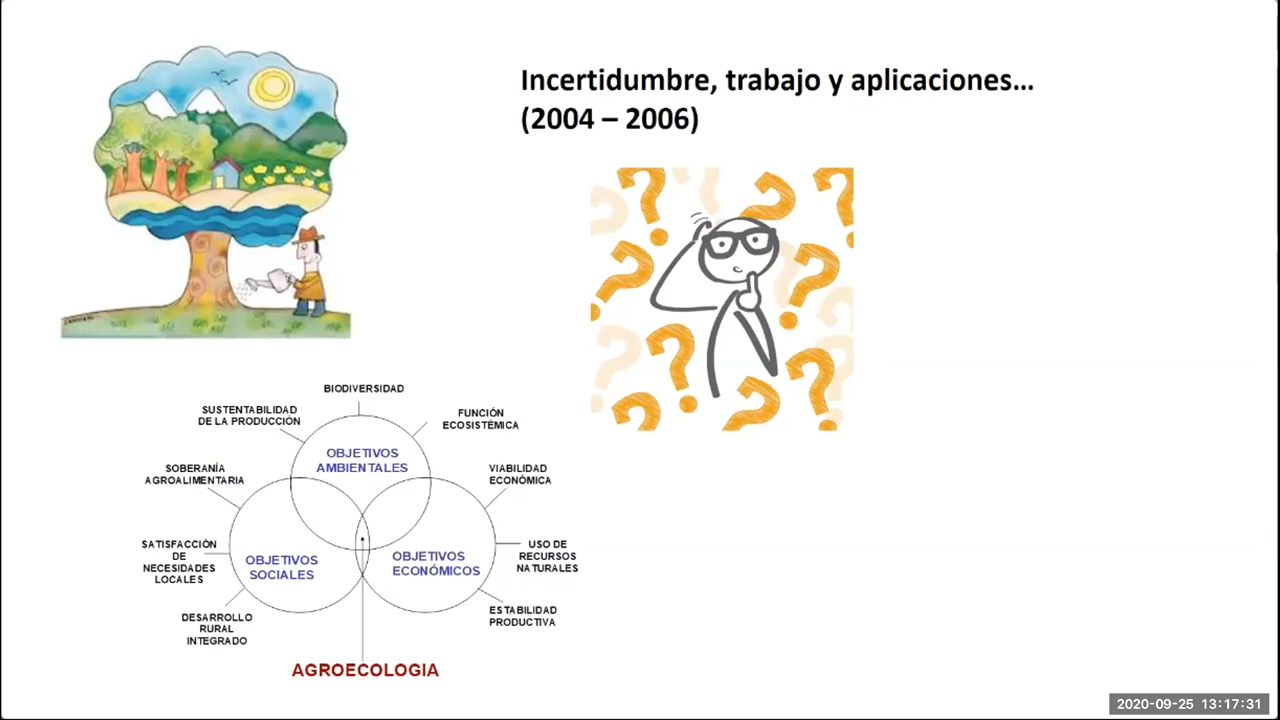 Incertidumbre, trabajo y aplicaciones...
(2004 – 2006)
BIODIVERSIDAD
SUSTENTABILIDAD
DE LA PRODUCCIÓN
FUNCIÓN
ECOSISTÉMICA
OBJETIVOS
AMBIENTALES
SOBERANÍA
AGROALIMENTARIA
VIABILIDAD
ECONÓMICA
SATISFACCIÓN
DE
NECESIDADES
LOCALES
OBJETIVOS
SOCIALES
OBJETIVOS
ECONÓMICOS
USO DE
RECURSOS
NATURALES
DESARROLLO
RURAL
INTEGRADO
ESTABILIDAD
PRODUCTIVA
AGROECOLOGIA
2020-09-25 13:17:31